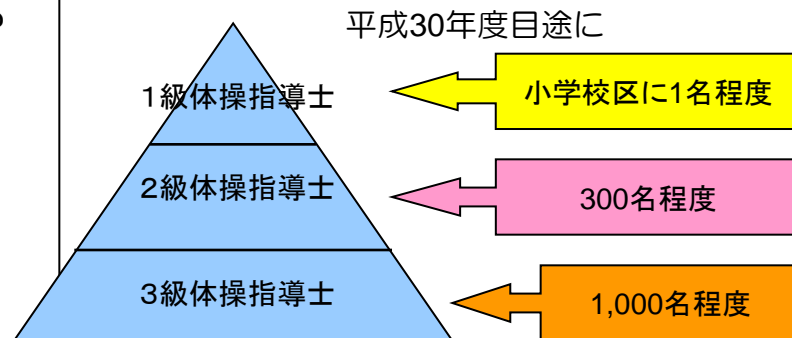 平成30年度目途に
1級体操指導士
小学校区に1名程度
2級体操指導士
300名程度
3級体操指導士
1,000名程度